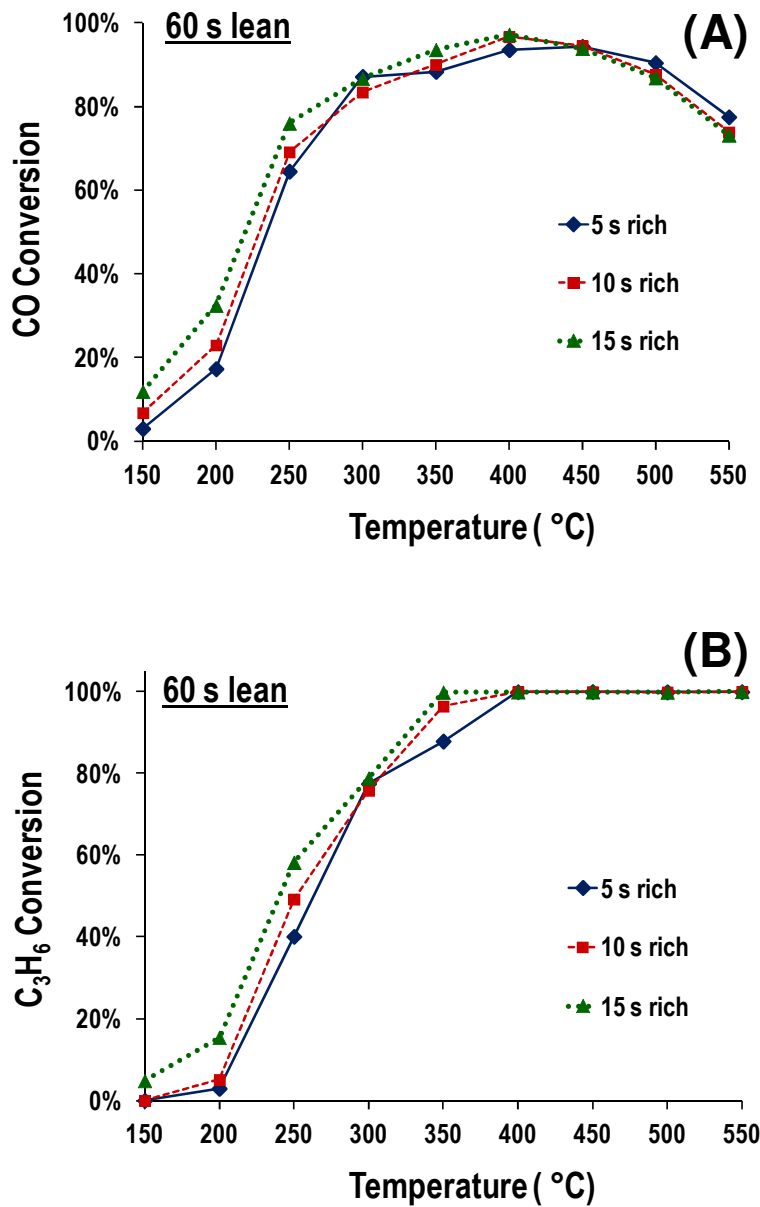 60 s lean
(A)
100%
80%
60%
40%
20%
0%
CO Conversion
5 s rich
10 s rich
15 s rich
150 200 250 300 350 400 450 500 550
Temperature ( °C)
(B)
60 s lean
100%
80%
60%
40%
20%
0%
C₃H₆ Conversion
5 s rich
10 s rich
15 s rich
150 200 250 300 350 400 450 500 550
Temperature ( °C)